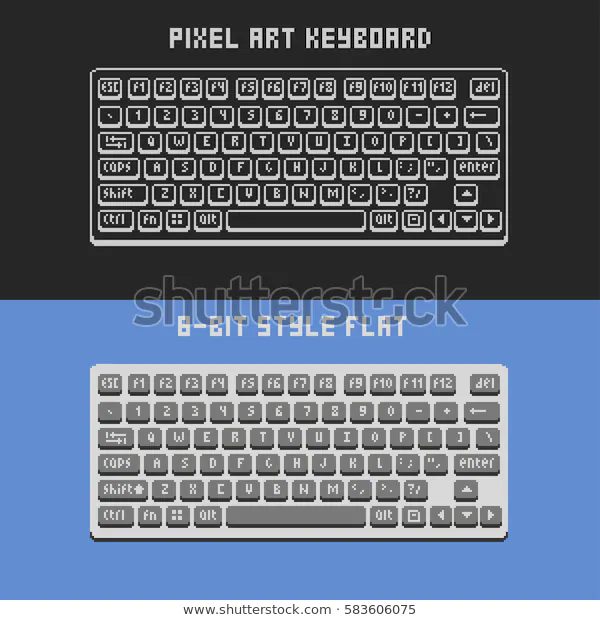 PIXEL ART KEYBOARD
ESC f1 f2 f3 f4 f5 f6 f7 f8 f9 f10 f11 f12 del
` 1 2 3 4 5 6 7 8 9 0 - +
Q W E R T Y U I O P [ ] \
caps A S D F G H J K L :; ", enter
shift Z X C V B N M <, >. ?/
ctrl fn alt alt
shutterstock
8-BIT STYLE FLAT
ESC f1 f2 f3 f4 f5 f6 f7 f8 f9 f10 f11 f12 del
` 1 2 3 4 5 6 7 8 9 0 - +
Q W E R T Y U I O P [ ] \
caps A S D F G H J K L :; ", enter
shift Z X C V B N M <, >. ?/
ctrl fn alt alt
www.shutterstock.com • 583606075